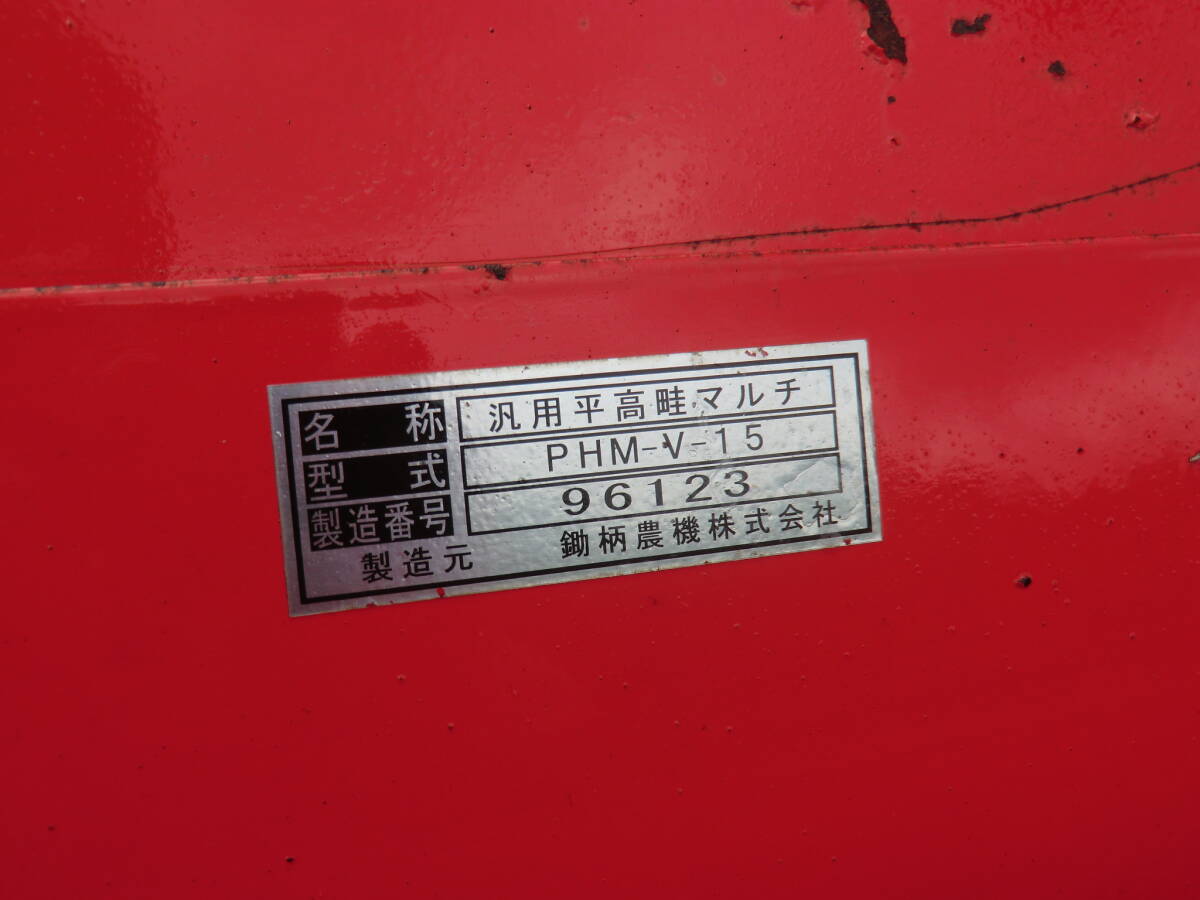 名称 汎用平高畦マルチ
型式 PHM-V-15
製造番号 96123
製造元 鋤柄農機株式会社